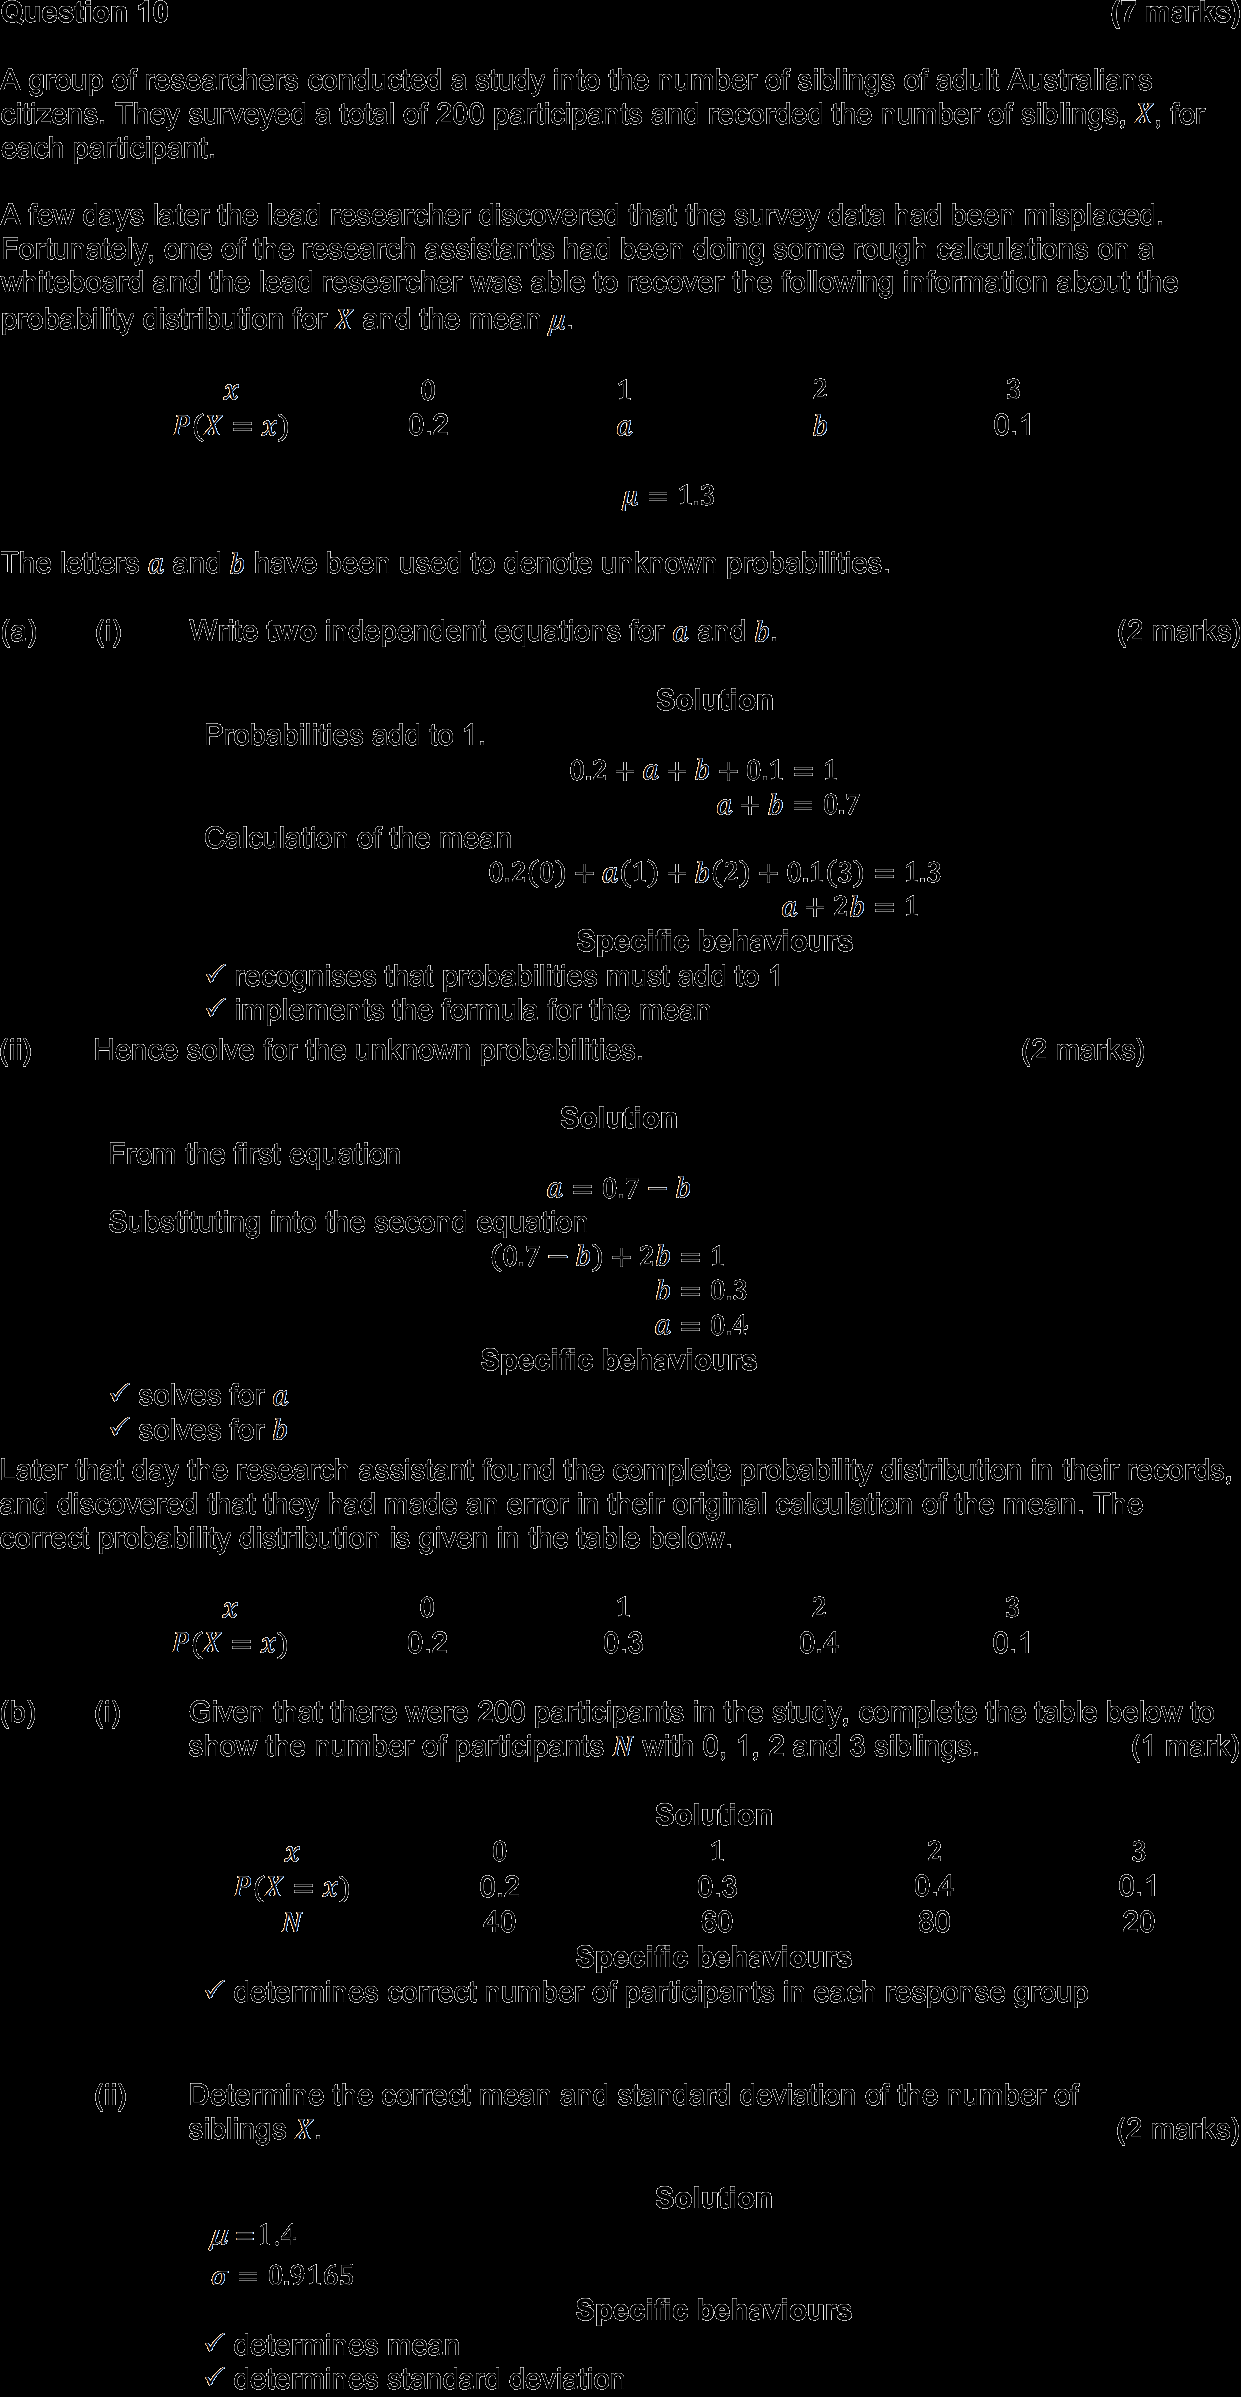 Question 10 (7 marks)
A group of researchers conducted a study into the number of siblings of adult Australians
citizens. They surveyed a total of 200 participants and recorded the number of siblings, X, for
each participant.
A few days later the lead researcher discovered that the survey data had been misplaced.
Fortunately, one of the research assistants had been doing some rough calculations on a
whiteboard and the lead researcher was able to recover the following information about the
probability distribution for X and the mean μ.
x 0 1 2 3
P(X = x) 0.2 a b 0.1
μ = 1.3
The letters a and b have been used to denote unknown probabilities.
(a) (i) Write two independent equations for a and b. (2 marks)
Solution
Probabilities add to 1.
0.2 + a + b + 0.1 = 1
a + b = 0.7
Calculation of the mean
0.2(0) + a(1) + b(2) + 0.1(3) = 1.3
a + 2b = 1
Specific behaviours
✓ recognises that probabilities must add to 1
✓ implements the formula for the mean
(ii) Hence solve for the unknown probabilities. (2 marks)
Solution
From the first equation
a = 0.7 − b
Substituting into the second equation
(0.7 − b) + 2b = 1
b = 0.3
a = 0.4
Specific behaviours
✓ solves for a
✓ solves for b
Later that day the research assistant found the complete probability distribution in their records,
and discovered that they had made an error in their original calculation of the mean. The
correct probability distribution is given in the table below.
x 0 1 2 3
P(X = x) 0.2 0.3 0.4 0.1
(b) (i) Given that there were 200 participants in the study, complete the table below to
show the number of participants N with 0, 1, 2 and 3 siblings. (1 mark)
Solution
x 0 1 2 3
P(X = x) 0.2 0.3 0.4 0.1
N 40 60 80 20
Specific behaviours
✓ determines correct number of participants in each response group
(ii) Determine the correct mean and standard deviation of the number of
siblings X. (2 marks)
Solution
μ =1.4
σ = 0.9165
Specific behaviours
✓ determines mean
✓ determines standard deviation